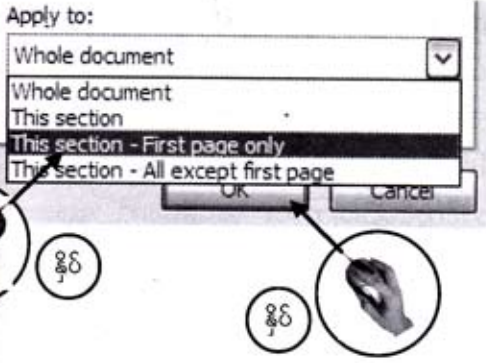 Apply to:
Whole document
Whole document
This section
This section - First page only
This section - All except first page
OK
Cancel
နှိပ်
နှိပ်